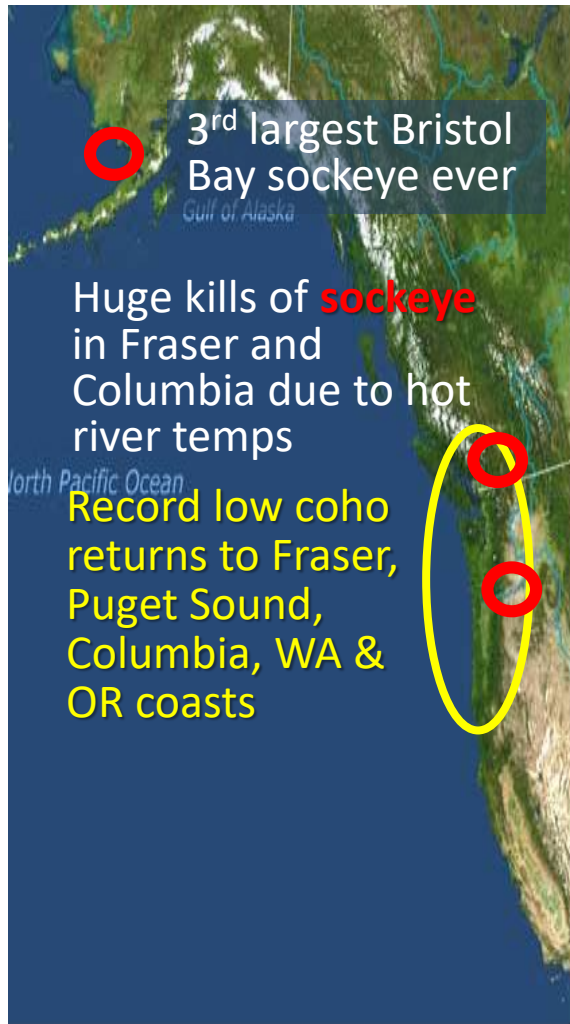 3rd largest Bristol
Bay sockeye ever
Gulf of Alaska
Huge kills of sockeye
in Fraser and
Columbia due to hot
river temps
North Pacific Ocean
Record low coho
returns to Fraser,
Puget Sound,
Columbia, WA &
OR coasts